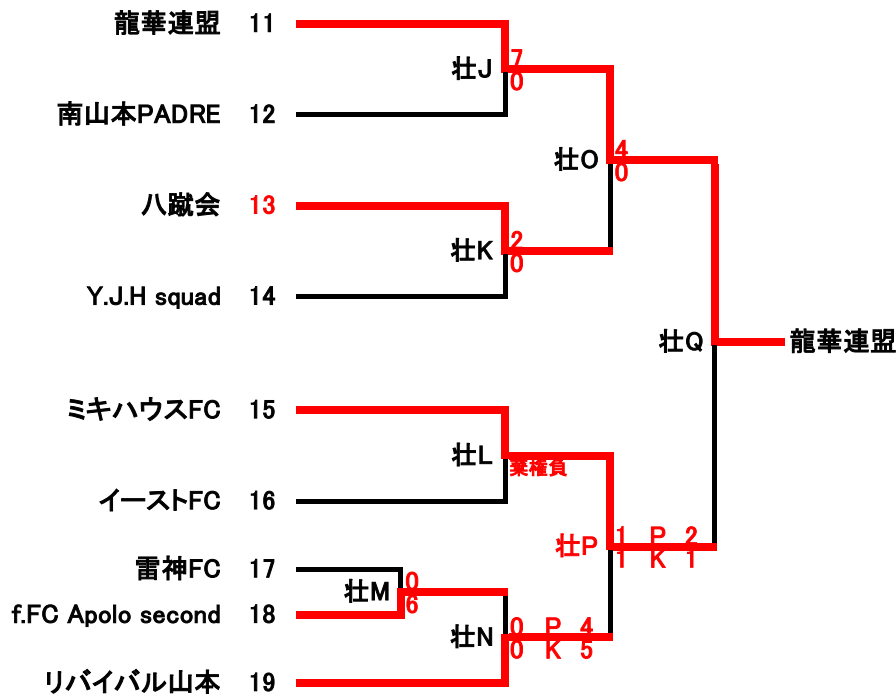 龍華連盟 11
壮J 7
0
南山本PADRE 12
壮O 4
0
八蹴会 13
壮K 2
0
Y.J.H squad 14
壮Q 龍華連盟
ミキハウスFC 15
壮L 棄権負
イーストFC 16
壮P 1 P 2
1 K 1
雷神FC 17
壮M 0
6
f.FC Apolo second 18
壮N 0 P 4
0 K 5
リバイバル山本 19